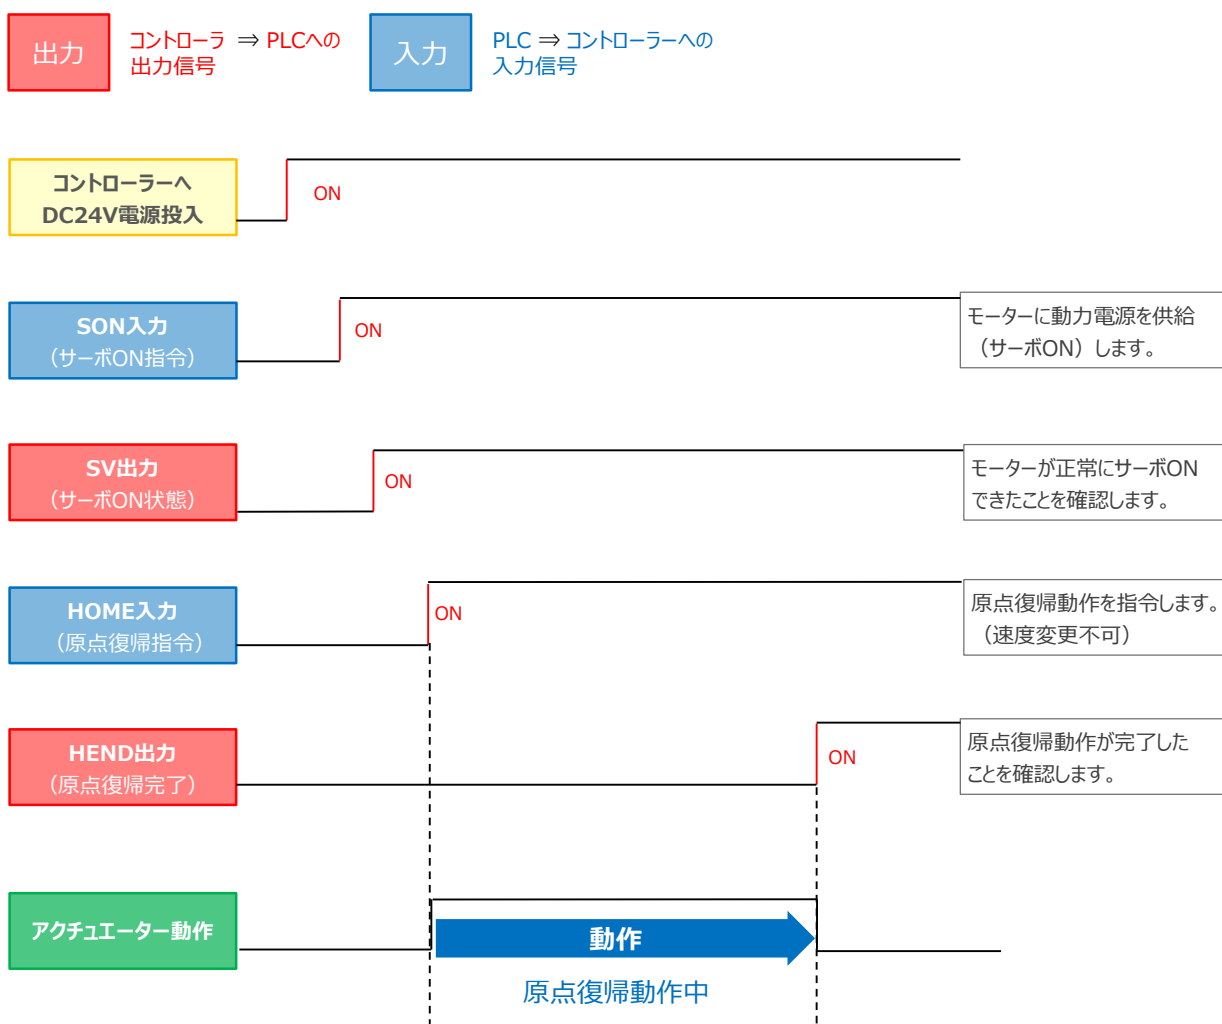 出力
コントローラ ⇒ PLCへの
出力信号
入力
PLC ⇒ コントローラーへの
入力信号
コントローラーへ
DC24V電源投入
ON
SON入力
（サーボON指令）
ON
モーターに動力電源を供給
（サーボON）します。
SV出力
（サーボON状態）
ON
モーターが正常にサーボON
できたことを確認します。
HOME入力
（原点復帰指令）
ON
原点復帰動作を指令します。
（速度変更不可）
HEND出力
（原点復帰完了）
ON
原点復帰動作が完了した
ことを確認します。
アクチュエーター動作
動作
原点復帰動作中